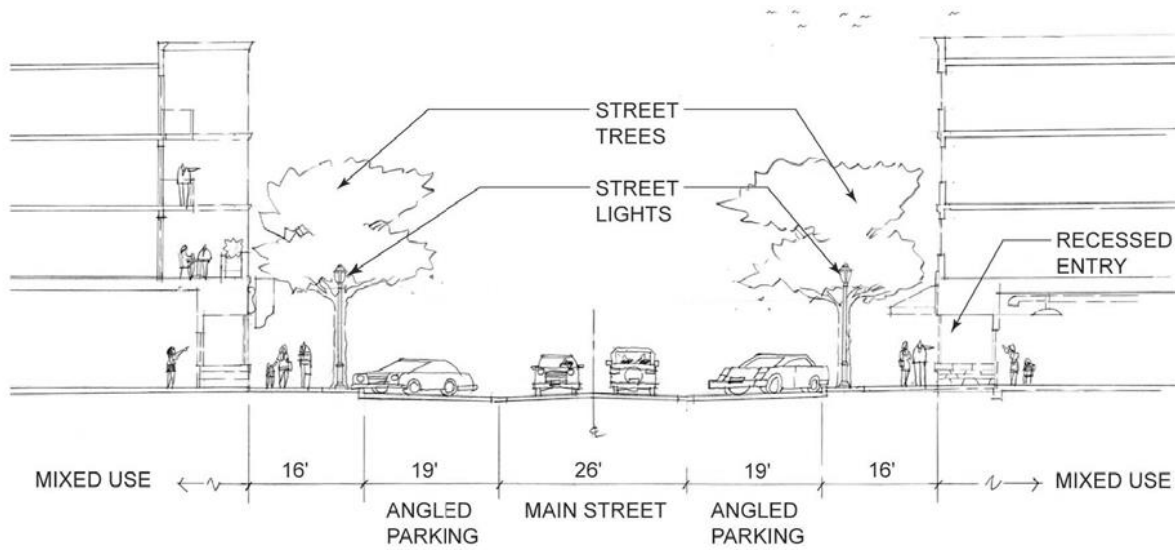 STREET
TREES
STREET
LIGHTS
RECESSED
ENTRY
℄
16' 19' 26' 19' 16'
MIXED USE MIXED USE
ANGLED
PARKING
MAIN STREET
ANGLED
PARKING